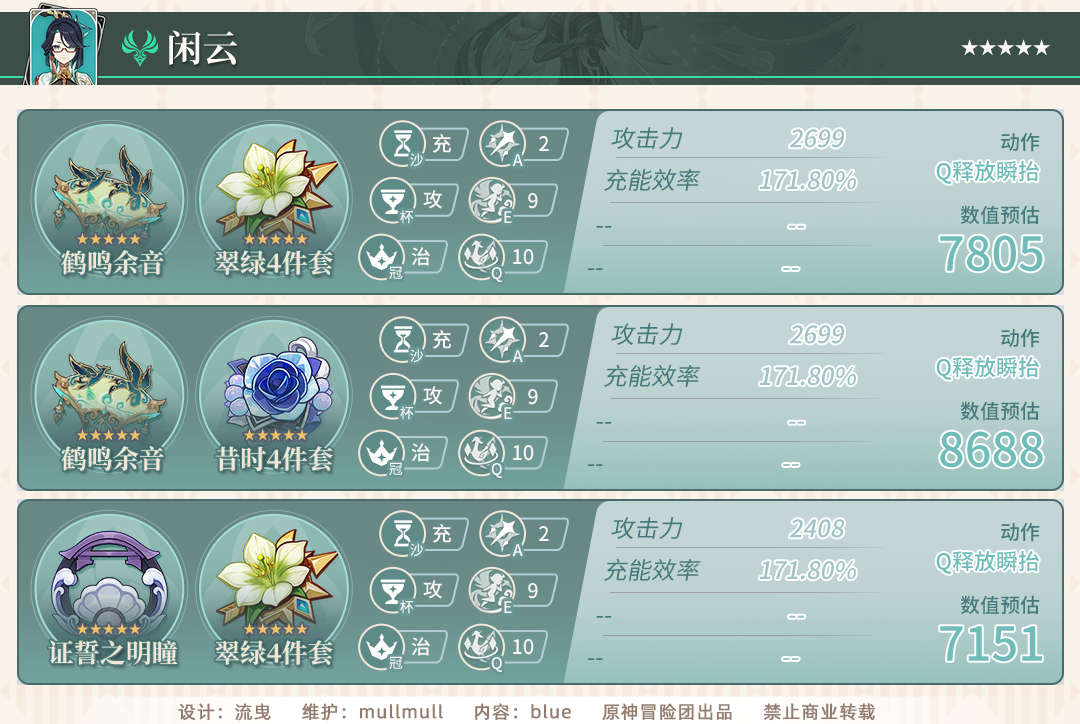 闲云
鹤鸣余音
翠绿4件套
沙 充
A 2
杯 攻
E 9
冠 治
Q 10
攻击力 2699
充能效率 171.80%
-- --
-- --
动作
Q释放瞬抬
数值预估
7805
鹤鸣余音
昔时4件套
沙 充
A 2
杯 攻
E 9
冠 治
Q 10
攻击力 2699
充能效率 171.80%
-- --
-- --
动作
Q释放瞬抬
数值预估
8688
证誓之明瞳
翠绿4件套
沙 充
A 2
杯 攻
E 9
冠 治
Q 10
攻击力 2408
充能效率 171.80%
-- --
-- --
动作
Q释放瞬抬
数值预估
7151
设计：流曳 维护：mullmull 内容：blue 原神冒险团出品 禁止商业转载